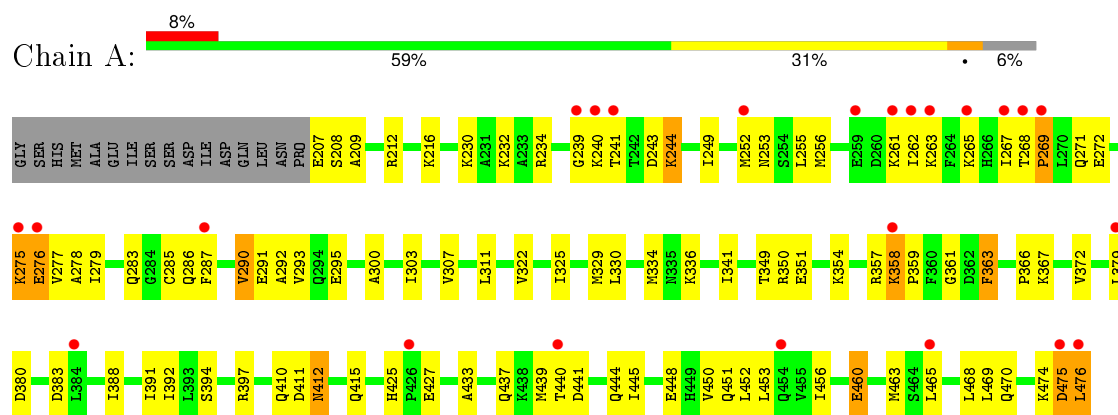 8%
Chain A:
59% 31% • 6%
GLY SER HIS MET ALA GLU ILE SER SER ASP ILE ASP GLN LEU ASN PRO E207 S208 A209 R212 K216 K230 A231 K232 A233 R234 G239 K240 T241 T242 D243 K244 I249 M252 N253 S254 L255 M256 E259 D260 K261 I262 K263 F264 K265 H266 I267 T268 P269 L270 Q271 E272
K275 E276 V277 A278 I279 Q283 G284 C285 Q286 F287 V290 E291 A292 V293 Q294 E295 A300 I303 V307 L311 V322 I325 M329 L330 M334 N335 K336 I341 T349 R350 E351 K354 R357 K358 P359 F360 G361 D362 F363 P366 K367 V372 L379
D380 D383 L384 I388 I391 I392 L393 S394 R397 Q410 D411 N412 Q415 H425 P426 E427 A433 Q437 K438 M439 T440 D441 Q444 I445 E448 H449 V450 Q451 L452 L453 Q454 V455 I456 E460 M463 S464 L465 L468 L469 Q470 K474 D475 L476